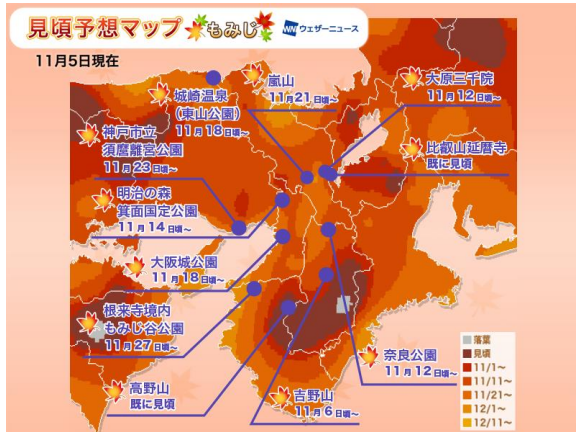 見頃予想マップ もみじ
WNI ウェザーニュース
11月5日現在
城崎温泉
(東山公園)
11月18日頃~
嵐山
11月21日頃~
大原三千院
11月12日頃~
神戸市立
須磨離宮公園
11月23日頃~
比叡山延暦寺
既に見頃
明治の森
箕面国定公園
11月14日頃~
大阪城公園
11月18日頃~
根来寺境内
もみじ谷公園
11月27日頃~
高野山
既に見頃
吉野山
11月6日頃~
奈良公園
11月12日頃~
落葉
見頃
11/1~
11/11~
11/21~
12/1~
12/11~